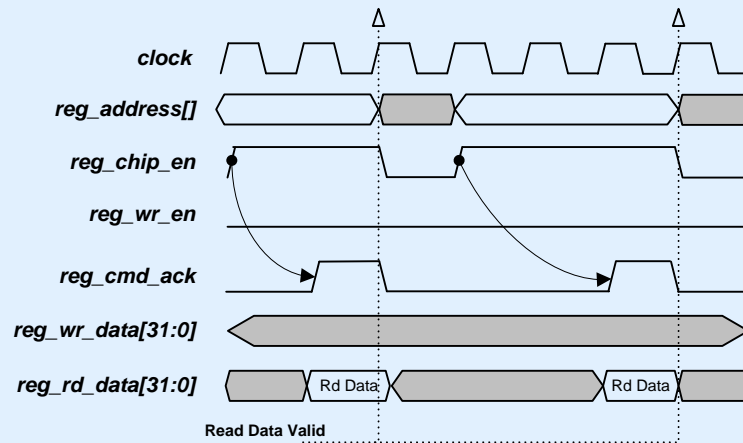 clock
reg_address[]
reg_chip_en
reg_wr_en
reg_cmd_ack
reg_wr_data[31:0]
reg_rd_data[31:0] Rd Data Rd Data
Read Data Valid